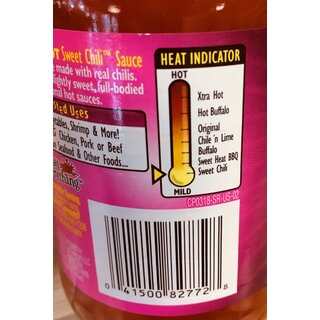 Sweet Chili™ Sauce
made with real chilis.
sweet, full-bodied
hot sauces.
Uses
Shrimp & More!
Chicken, Pork or Beef
Seafood & Other Foods...
HEAT INDICATOR
HOT
Xtra Hot
Hot Buffalo
Original
Chile 'n Lime
Buffalo
Sweet Heat BBQ
Sweet Chili
MILD
CP0318-SR-US-02
0 41500 82772 8